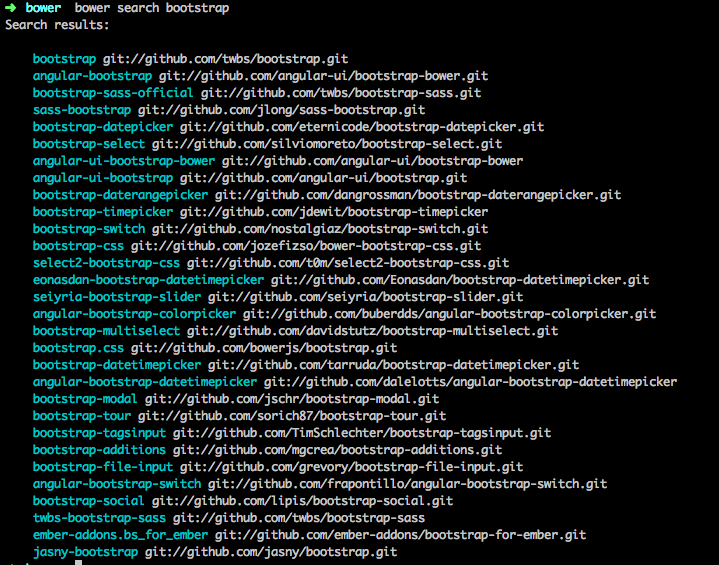 ➜ bower bower search bootstrap
Search results:
bootstrap git://github.com/twbs/bootstrap.git
angular-bootstrap git://github.com/angular-ui/bootstrap-bower.git
bootstrap-sass-official git://github.com/twbs/bootstrap-sass.git
sass-bootstrap git://github.com/jlong/sass-bootstrap.git
bootstrap-datepicker git://github.com/eternicode/bootstrap-datepicker.git
bootstrap-select git://github.com/silviomoreto/bootstrap-select.git
angular-ui-bootstrap-bower git://github.com/angular-ui/bootstrap-bower
angular-ui-bootstrap git://github.com/angular-ui/bootstrap.git
bootstrap-daterangepicker git://github.com/dangrossman/bootstrap-daterangepicker.git
bootstrap-timepicker git://github.com/jdewit/bootstrap-timepicker
bootstrap-switch git://github.com/nostalgiaz/bootstrap-switch.git
bootstrap-css git://github.com/jozefizso/bower-bootstrap-css.git
select2-bootstrap-css git://github.com/t0m/select2-bootstrap-css.git
eonasdan-bootstrap-datetimepicker git://github.com/Eonasdan/bootstrap-datetimepicker.git
seiyria-bootstrap-slider git://github.com/seiyria/bootstrap-slider.git
angular-bootstrap-colorpicker git://github.com/buberdds/angular-bootstrap-colorpicker.git
bootstrap-multiselect git://github.com/davidstutz/bootstrap-multiselect.git
bootstrap.css git://github.com/bowerjs/bootstrap.git
bootstrap-datetimepicker git://github.com/tarruda/bootstrap-datetimepicker.git
angular-bootstrap-datetimepicker git://github.com/dalelotts/angular-bootstrap-datetimepicker
bootstrap-modal git://github.com/jschr/bootstrap-modal.git
bootstrap-tour git://github.com/sorich87/bootstrap-tour.git
bootstrap-tagsinput git://github.com/TimSchlechter/bootstrap-tagsinput.git
bootstrap-additions git://github.com/mgcrea/bootstrap-additions.git
bootstrap-file-input git://github.com/grevory/bootstrap-file-input.git
angular-bootstrap-switch git://github.com/frapontillo/angular-bootstrap-switch.git
bootstrap-social git://github.com/lipis/bootstrap-social.git
twbs-bootstrap-sass git://github.com/twbs/bootstrap-sass
ember-addons.bs_for_ember git://github.com/ember-addons/bootstrap-for-ember.git
jasny-bootstrap git://github.com/jasny/bootstrap.git